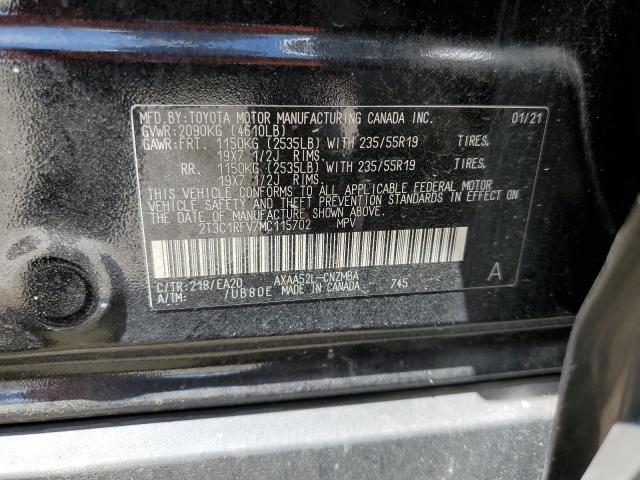 MFD.BY:TOYOTA MOTOR MANUFACTURING CANADA INC. 01/21
GVWR:2090KG (4610LB)
GAWR:FRT. 1150KG (2535LB) WITH 235/55R19 TIRES,
19X7 1/2J RIMS.
RR. 1150KG (2535LB) WITH 235/55R19 TIRES,
19X7 1/2J RIMS.
THIS VEHICLE CONFORMS TO ALL APPLICABLE FEDERAL MOTOR
VEHICLE SAFETY AND THEFT PREVENTION STANDARDS IN EFFECT ON
THE DATE OF MANUFACTURE SHOWN ABOVE.
2T3C1RFV7MC115702 MPV
C/TR:218/EA20 AXAA52L-CNZMBA 745 A
A/TM: /UB80E MADE IN CANADA